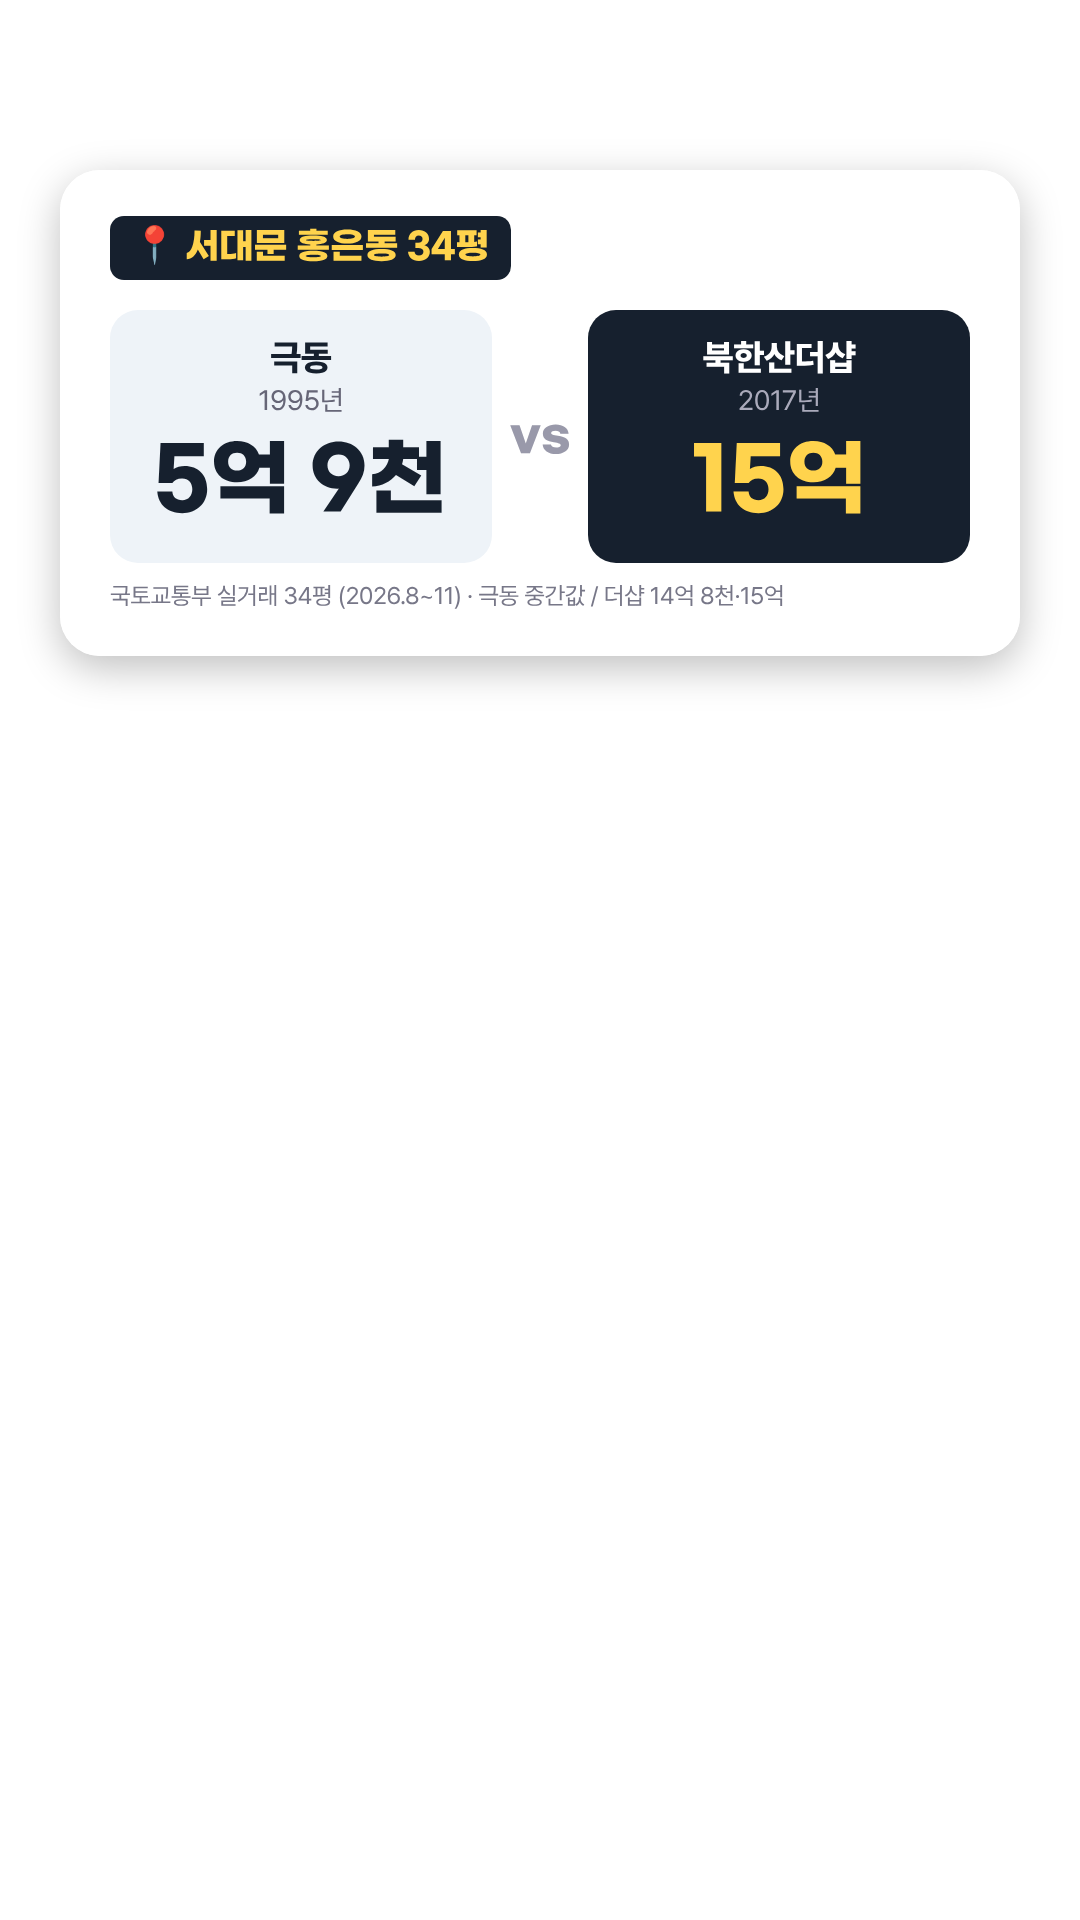 📍 서대문 홍은동 34평
극동
1995년
5억 9천
vs
북한산더샵
2017년
15억
국토교통부 실거래 34평 (2026.8~11) · 극동 중간값 / 더샵 14억 8천·15억